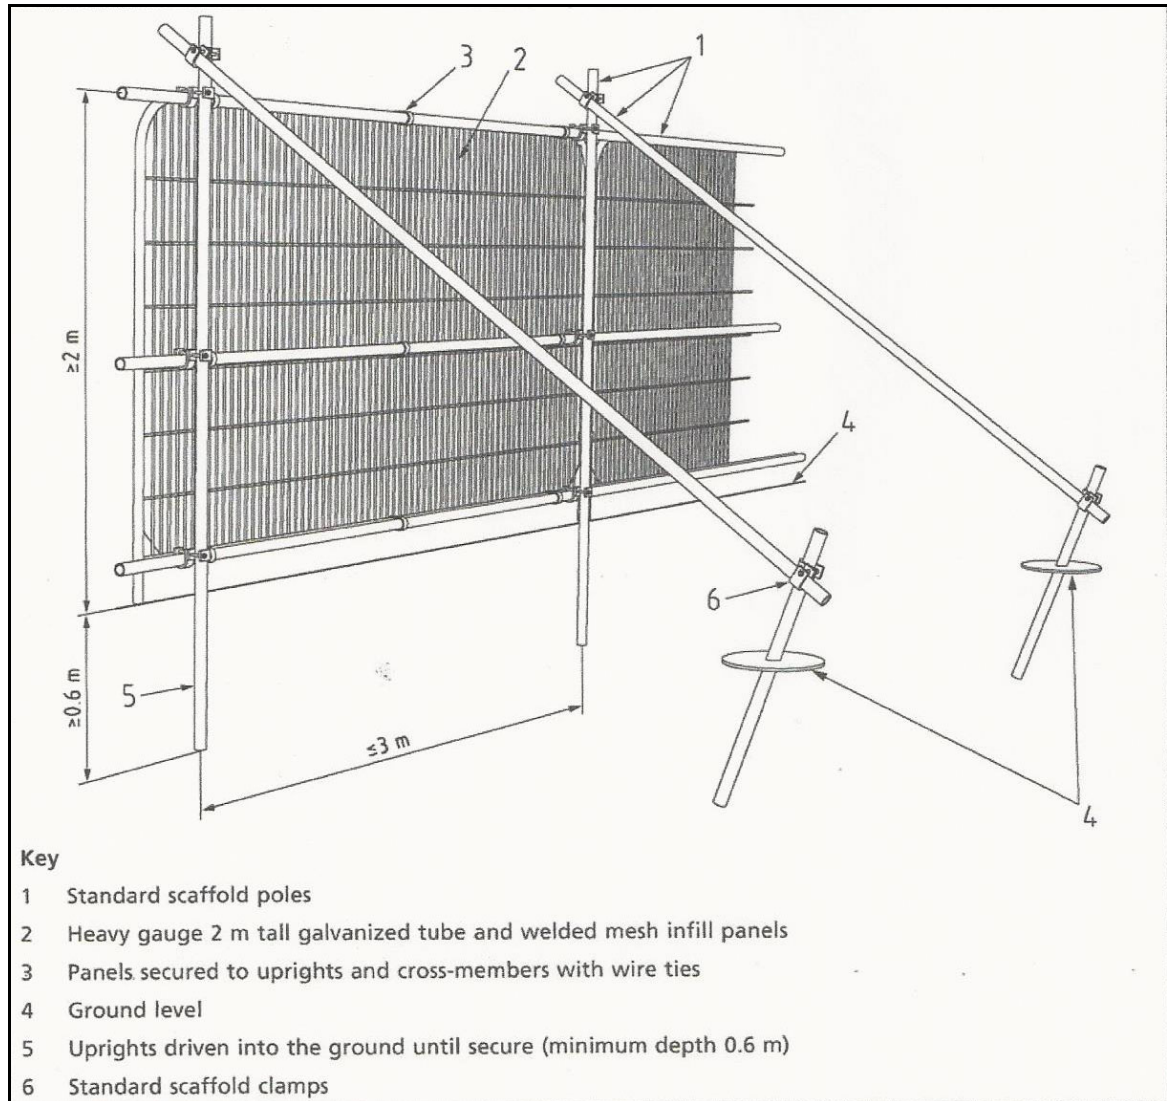 1
3
2
≥2 m
4
6
≥0.6 m
5
≤3 m
4
Key
1 Standard scaffold poles
2 Heavy gauge 2 m tall galvanized tube and welded mesh infill panels
3 Panels secured to uprights and cross-members with wire ties
4 Ground level
5 Uprights driven into the ground until secure (minimum depth 0.6 m)
6 Standard scaffold clamps